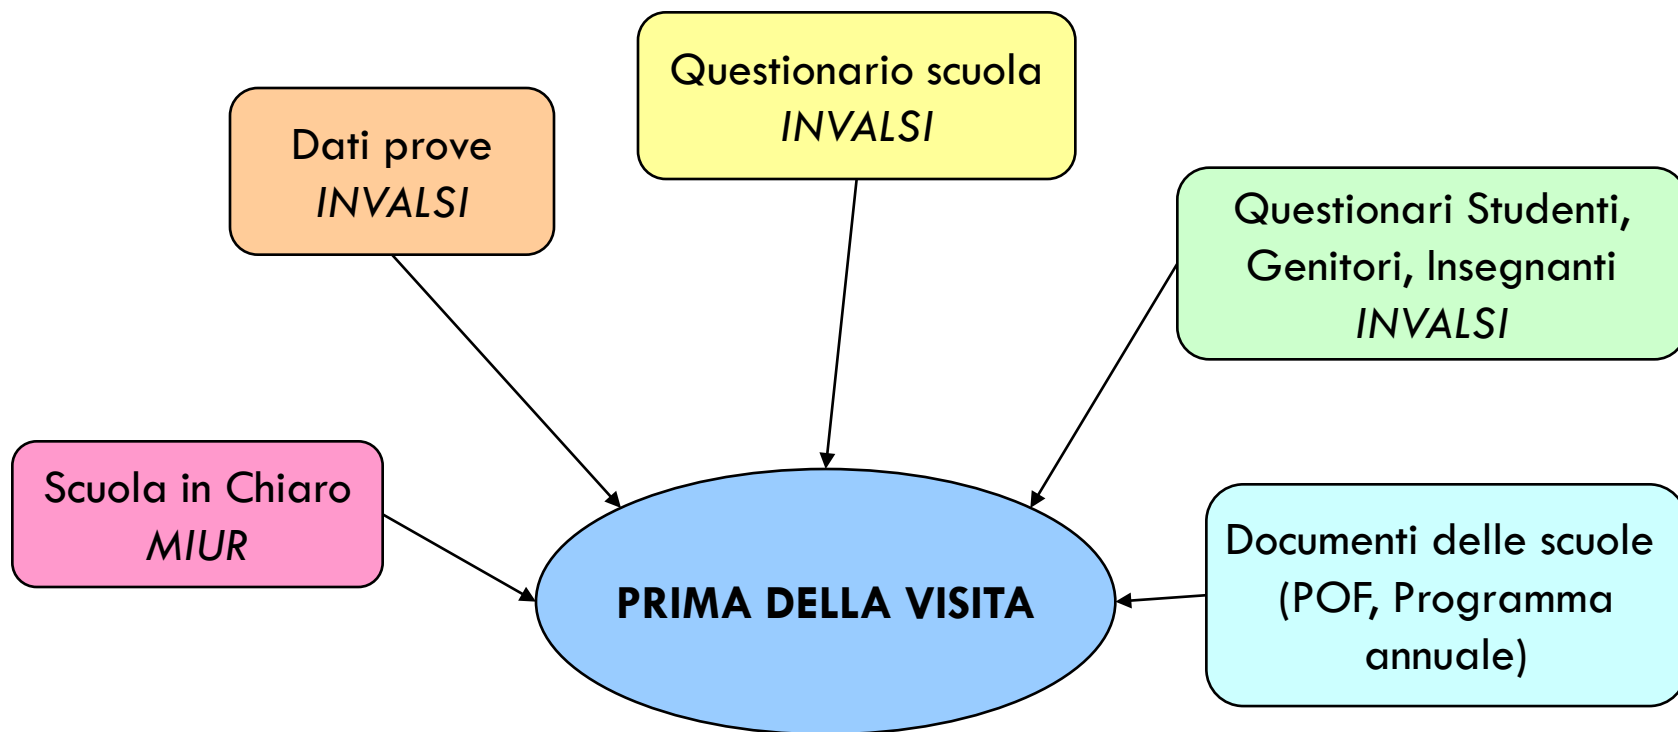 Questionario scuola
INVALSI
Dati prove
INVALSI
Questionari Studenti,
Genitori, Insegnanti
INVALSI
Scuola in Chiaro
MIUR
Documenti delle scuole
(POF, Programma
annuale)
PRIMA DELLA VISITA